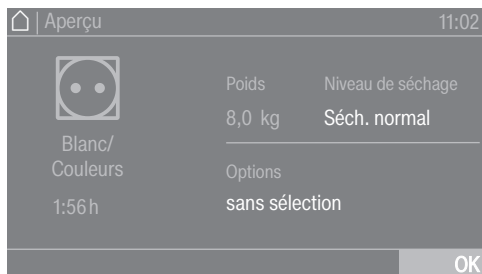 | Aperçu 11:02
Poids Niveau de séchage
8,0 kg Séch. normal
Blanc/
Couleurs
Options
1:56 h sans sélection
OK